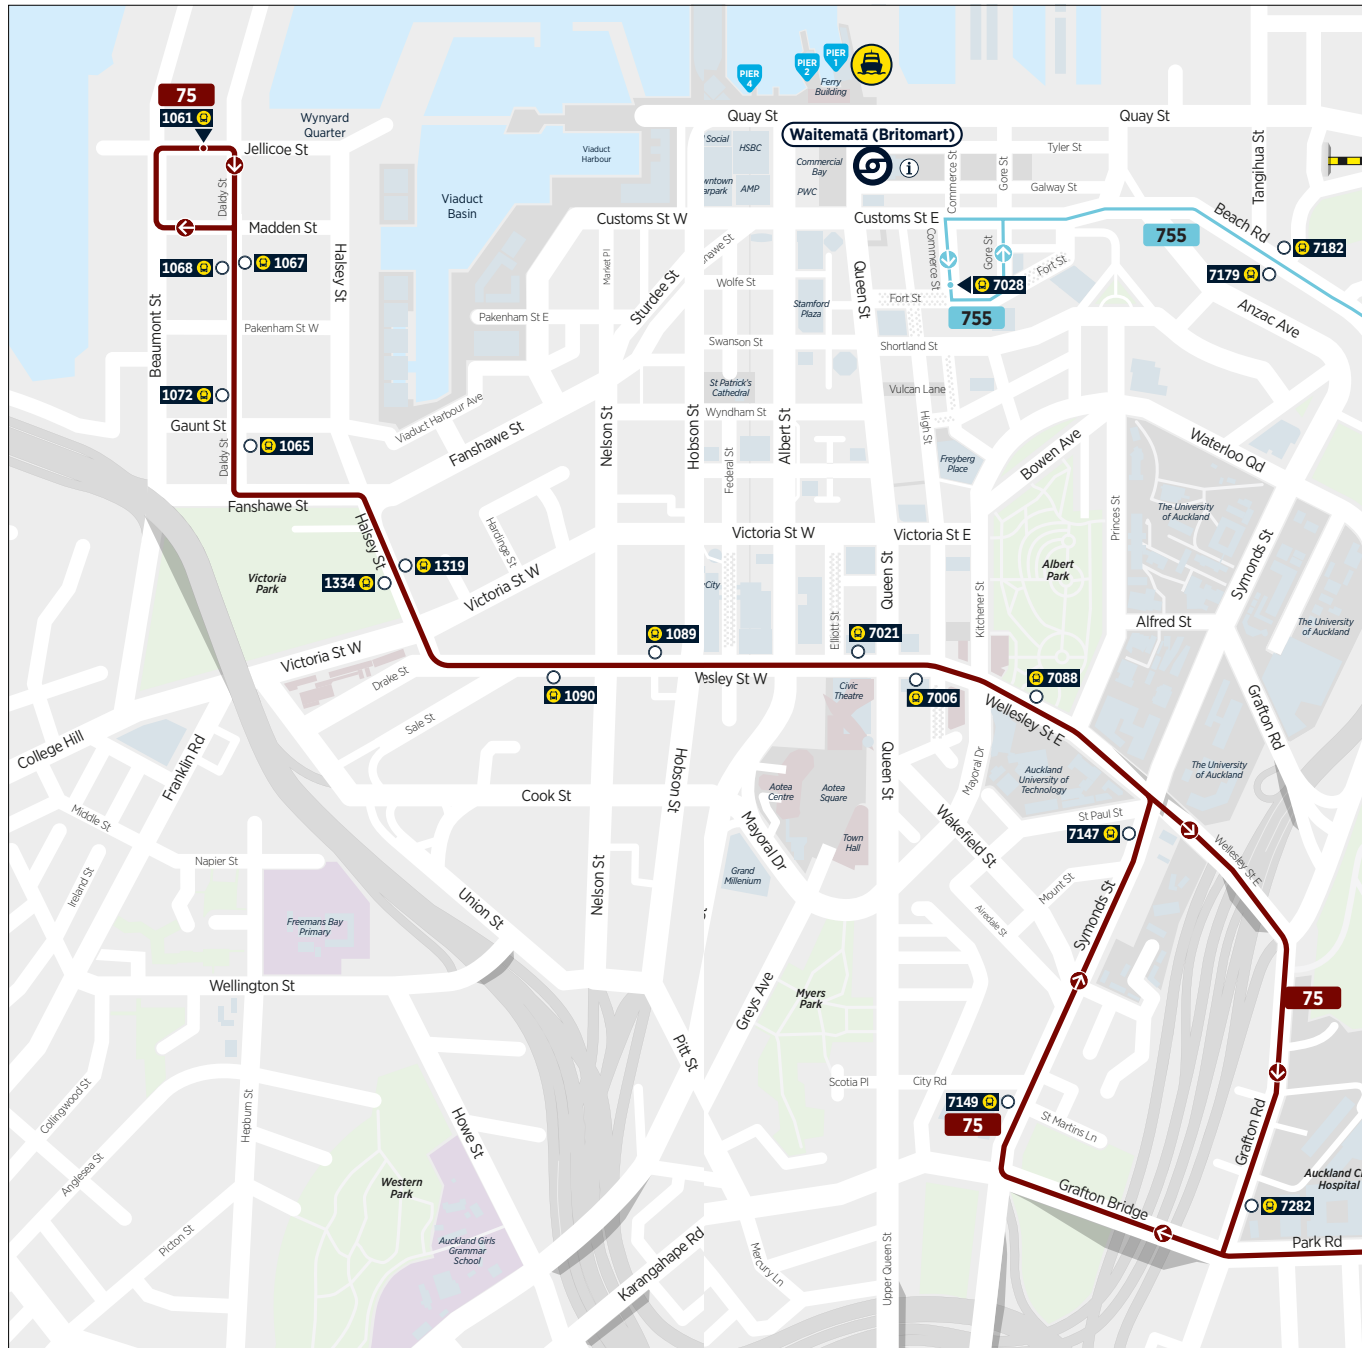 PIER
4
PIER
2
PIER
1
Ferry
Building
75
1061
Wynyard
Quarter
Quay St
Quay St
Waitematā (Britomart)
i
Social
HSBC
Commercial
Bay
AMP
PWC
Jellicoe St
Viaduct
Harbour
Tyler St
Galway St
Commerce St
Gore St
Tangihua St
Daldy St
Viaduct
Basin
Customs St W
Customs St E
Madden St
Beach Rd
755
7182
7179
1068
1067
Halsey St
Market Pl
Sturdee St
Wolfe St
Queen St
Commerce St
Gore St
Fort St
7028
Fort St
755
Stamford
Plaza
Anzac Ave
Beaumont St
Pakenham St W
Pakenham St E
Swanson St
Shortland St
1072
St Patrick's
Cathedral
Vulcan Lane
Viaduct Harbour Ave
Gaunt St
Fanshawe St
Nelson St
Hobson St
Wyndham St
Albert St
High St
Bowen Ave
Waterloo Qd
Daldy St
1065
Federal St
Freyberg
Place
Fanshawe St
Halsey St
Hardinge St
Victoria St W
Victoria St E
Princes St
The University
of Auckland
Symonds St
Victoria
Park
1334
1319
Victoria St W
City
Queen St
Kitchener St
Albert
Park
Elliott St
Alfred St
The University
of Auckland
1089
7021
Victoria St W
Drake St
1090
Civic
Theatre
7006
7088
Wellesley St E
Grafton Rd
Sale St
College Hill
Franklin Rd
Hobson St
Queen St
Mayoral Dr
Auckland
University of
Technology
The University
of Auckland
Cook St
Aotea
Centre
Aotea
Square
Middle St
Mayoral Dr
Town
Hall
Wakefield St
St Paul St
7147
Wellesley St E
Napier St
Ireland St
Nelson St
Grand
Millenium
Mount St
Union St
Airedale St
Symonds St
Freemans Bay
Primary
Wellington St
Greys Ave
Myers
Park
75
Pitt St
Scotia Pl
City Rd
Collingwood St
Hepburn St
Howe St
7149
75
St Martins Ln
Grafton Rd
Anglesea St
Western
Park
Grafton Bridge
Hospital
7282
Picton St
Auckland Girls
Grammar
School
Karangahape Rd
Mercury Ln
Upper Queen St
Park Rd